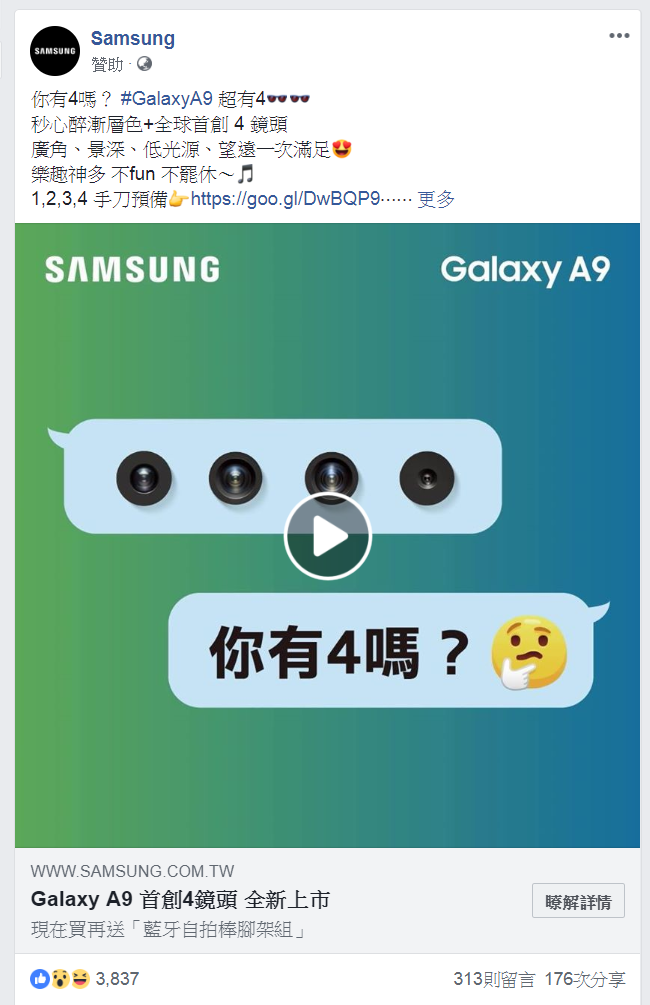 SAMSUNG
Samsung
贊助 ·
你有4嗎？ #GalaxyA9 超有4🕶️🕶️
秒心醉漸層色+全球首創 4 鏡頭
廣角、景深、低光源、望遠一次滿足😍
樂趣神多 不fun 不罷休～🎵
1,2,3,4 手刀預備👉https://goo.gl/DwBQP9⋯⋯ 更多
SAMSUNG
Galaxy A9
你有4嗎？🤔
WWW.SAMSUNG.COM.TW
Galaxy A9 首創4鏡頭 全新上市
瞭解詳情
現在買再送「藍牙自拍棒腳架組」
3,837
313則留言 176次分享